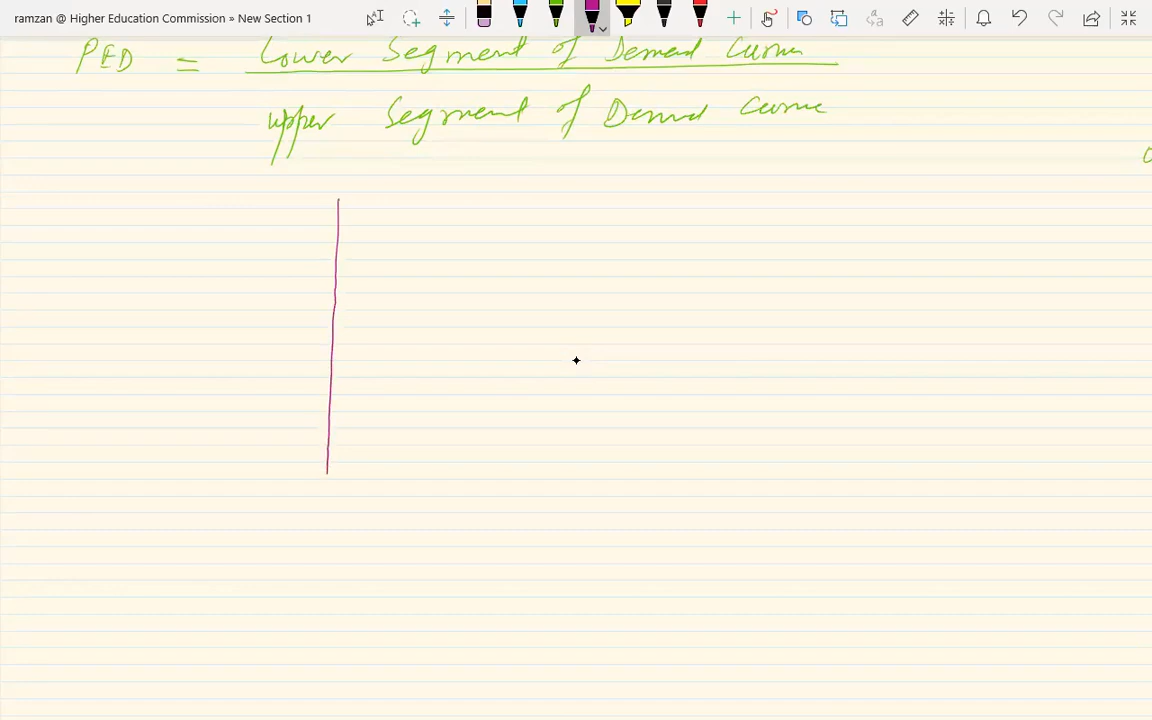 ramzan @ Higher Education Commission » New Section 1
PED = Lower Segment of Demand Curve
upper Segment of Demand Curve